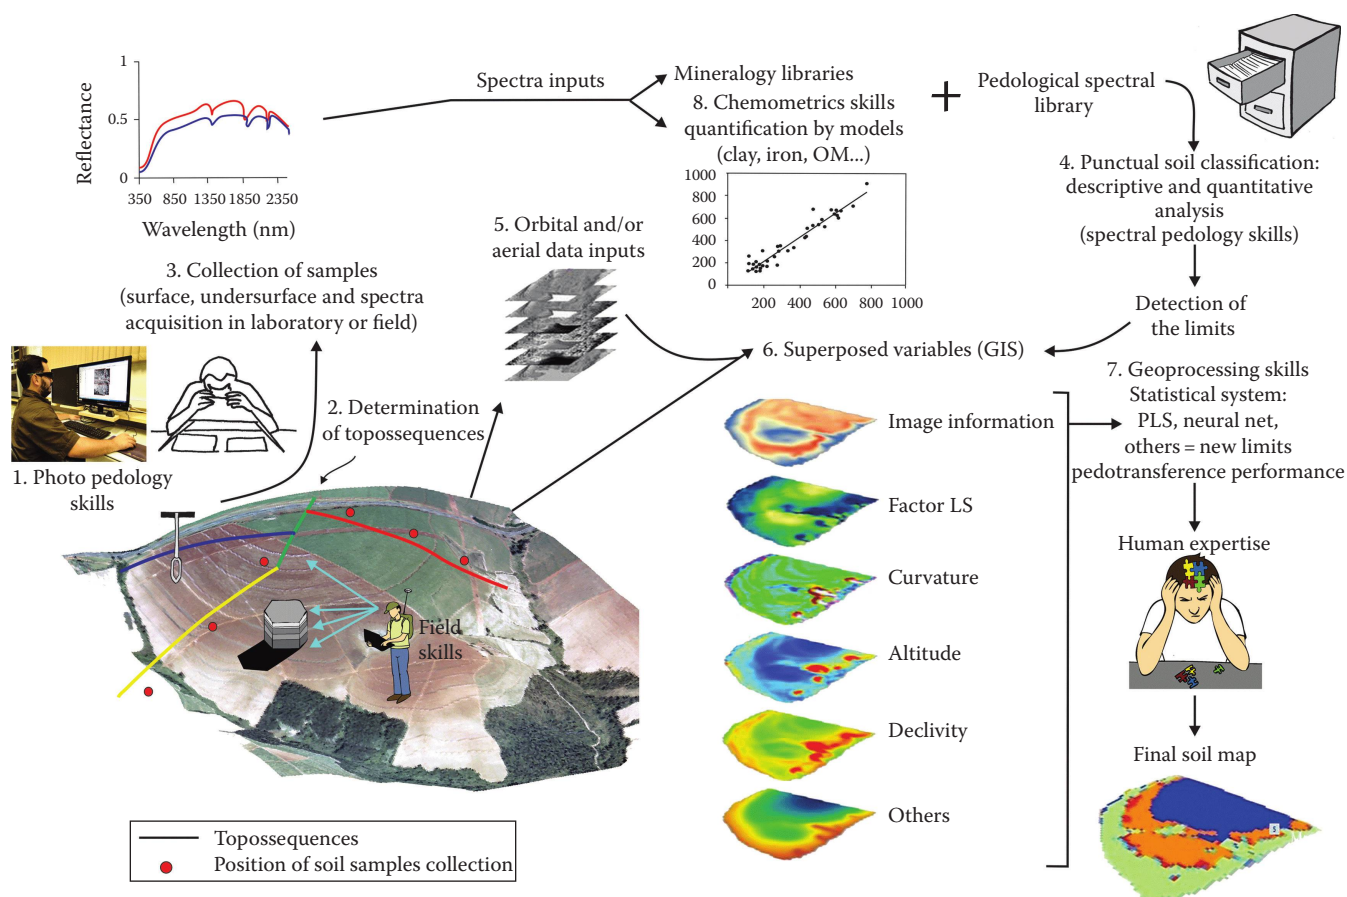 1
0.5
0
Reflectance
350 850 1350 1850 2350
Wavelength (nm)
Spectra inputs
Mineralogy libraries
8. Chemometrics skills
quantification by models
(clay, iron, OM...)
1000
800
600
400
200
0
200 400 600 800 1000
+
Pedological spectral
library
4. Punctual soil classification:
descriptive and quantitative
analysis
(spectral pedology skills)
Detection of
the limits
5. Orbital and/or
aerial data inputs
3. Collection of samples
(surface, undersurface and spectra
acquisition in laboratory or field)
2. Determination
of topossequences
1. Photo pedology
skills
Field
skills
6. Superposed variables (GIS)
Image information
Factor LS
Curvature
Altitude
Declivity
Others
7. Geoprocessing skills
Statistical system:
PLS, neural net,
others = new limits
pedotransference performance
Human expertise
Final soil map
s
Topossequences
Position of soil samples collection